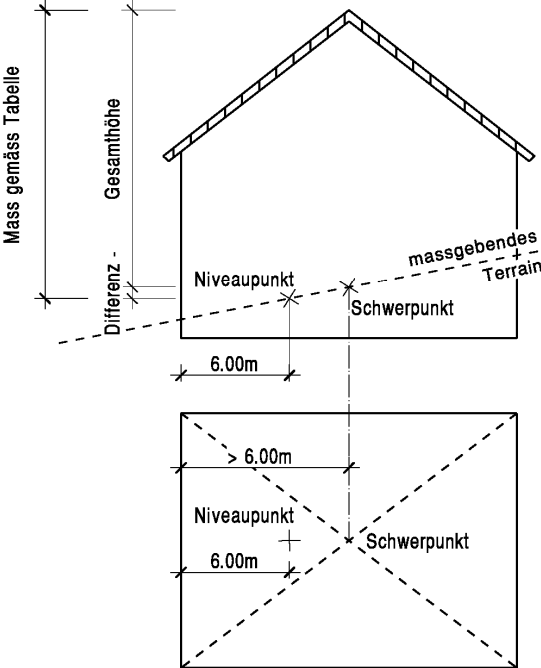 Mass gemäss Tabelle
Gesamthöhe
Differenz -
massgebendes
Terrain
Niveaupunkt
Schwerpunkt
6.00m
> 6.00m
Niveaupunkt
Schwerpunkt
6.00m